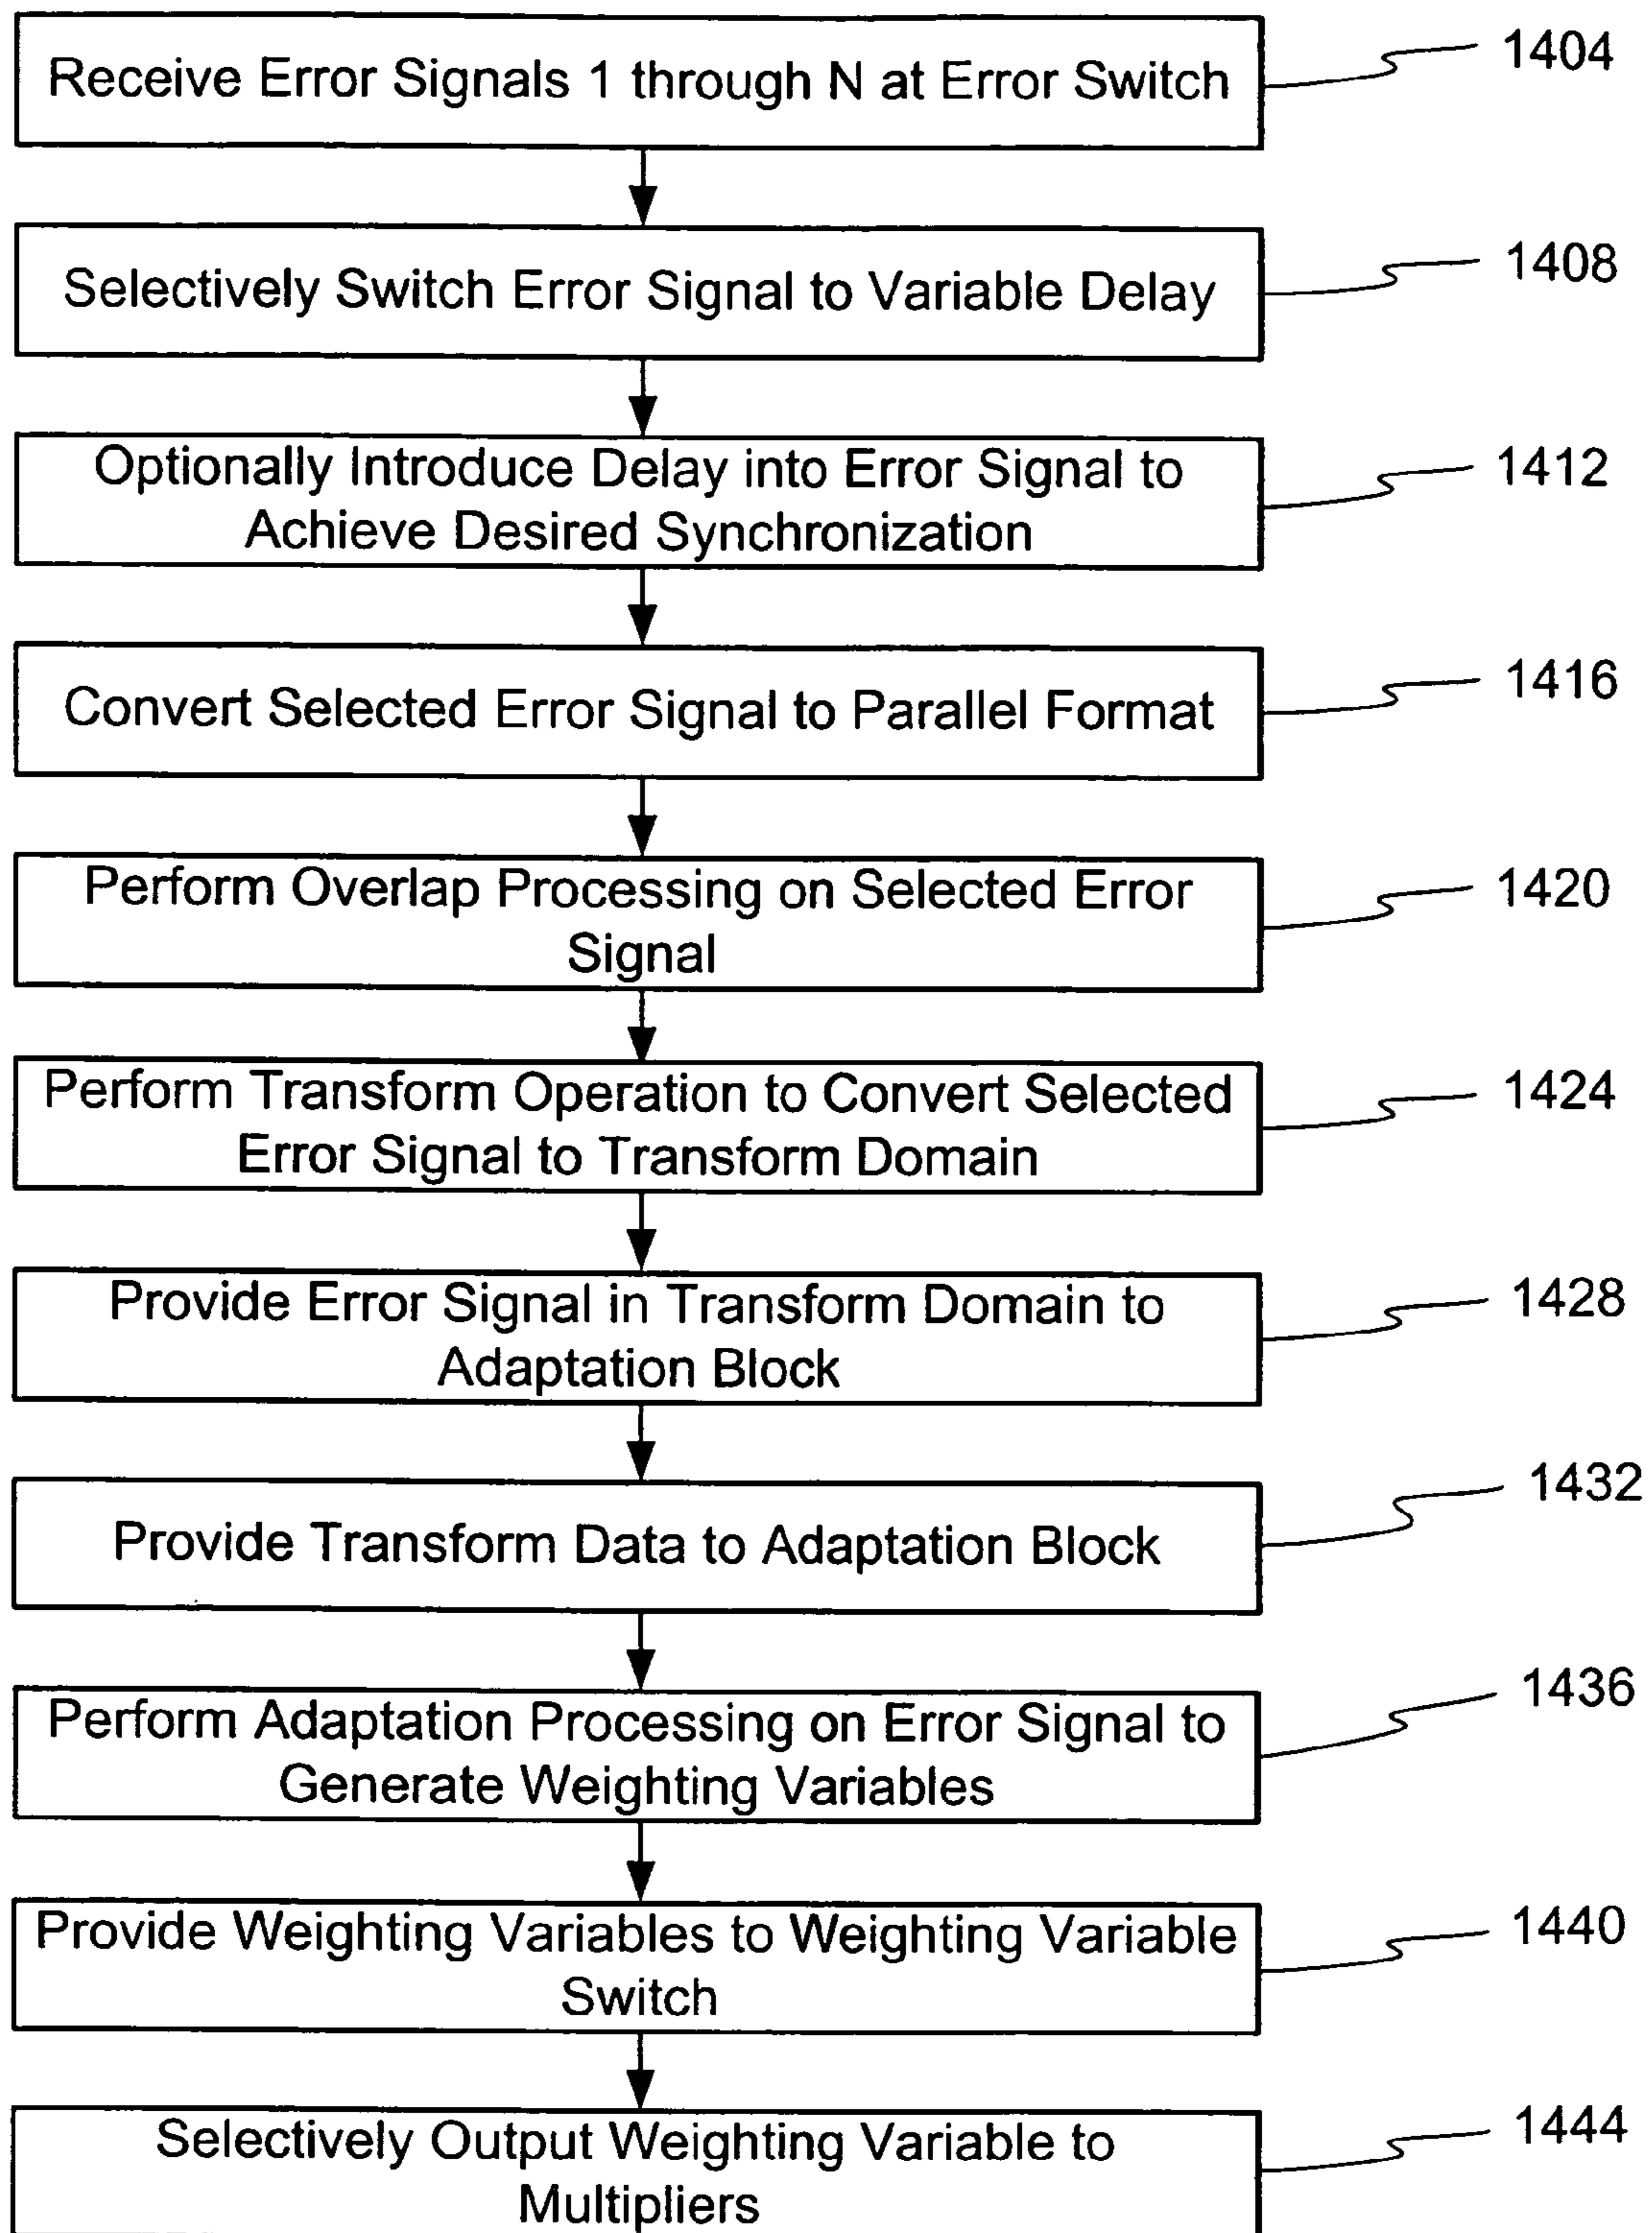 Receive Error Signals 1 through N at Error Switch
1404
Selectively Switch Error Signal to Variable Delay
1408
Optionally Introduce Delay into Error Signal to
Achieve Desired Synchronization
1412
Convert Selected Error Signal to Parallel Format
1416
Perform Overlap Processing on Selected Error
Signal
1420
Perform Transform Operation to Convert Selected
Error Signal to Transform Domain
1424
Provide Error Signal in Transform Domain to
Adaptation Block
1428
Provide Transform Data to Adaptation Block
1432
Perform Adaptation Processing on Error Signal to
Generate Weighting Variables
1436
Provide Weighting Variables to Weighting Variable
Switch
1440
Selectively Output Weighting Variable to
Multipliers
1444